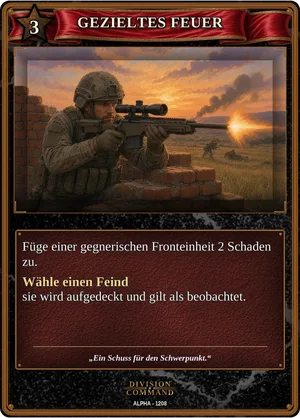 3
GEZIELTES FEUER
Füge einer gegnerischen Fronteinheit 2 Schaden
zu.
Wähle einen Feind
sie wird aufgedeckt und gilt als beobachtet.
„Ein Schuss für den Schwerpunkt.“
DIVISION
COMMAND
ALPHA - 1208